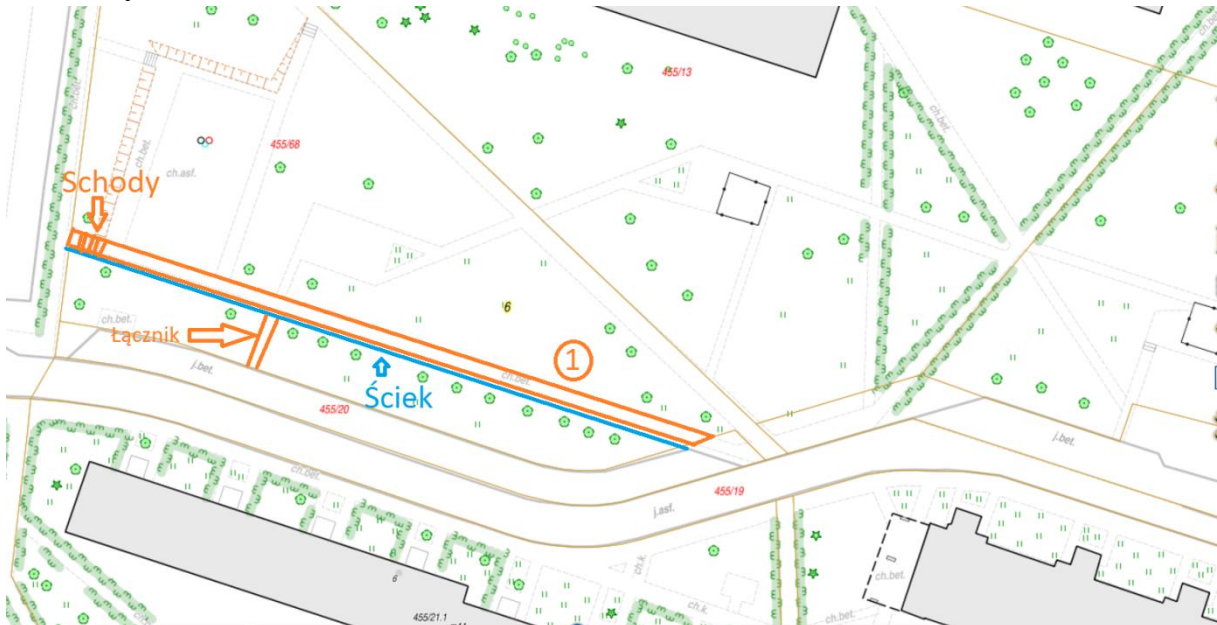 ch.bet.
ch.bet.
455/13
ch.bet.
455/68
ch.bet.
ch.asf.
Schody
6
ch.bet.
Łącznik
1
ch.bet.
j.bet.
Ściek
455/20
j.bet.
ch.bet.
455/19
j.asf.
ch.k.
ch.bet.
6
ch.k.
ch.bet.
455/21.1